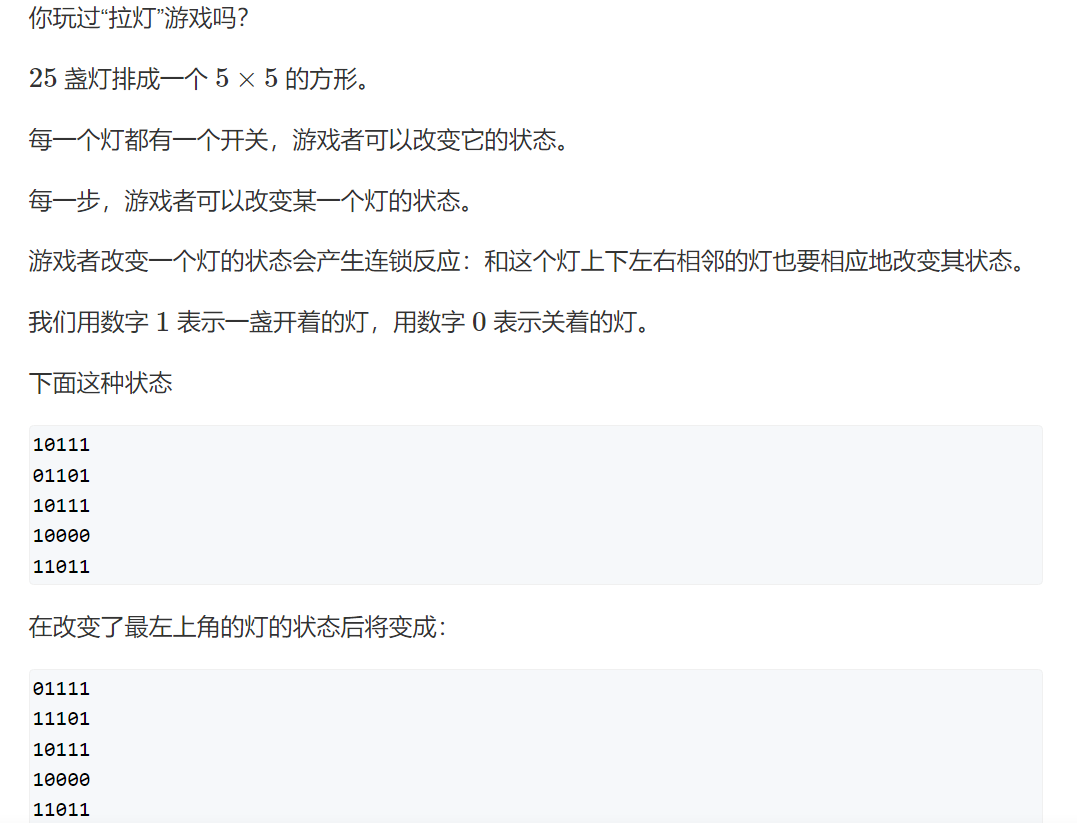 你玩过“拉灯”游戏吗？
25 盏灯排成一个 5 × 5 的方形。
每一个灯都有一个开关，游戏者可以改变它的状态。
每一步，游戏者可以改变某一个灯的状态。
游戏者改变一个灯的状态会产生连锁反应：和这个灯上下左右相邻的灯也要相应地改变其状态。
我们用数字 1 表示一盏开着的灯，用数字 0 表示关着的灯。
下面这种状态
10111
01101
10111
10000
11011
在改变了最左上角的灯的状态后将变成：
01111
11101
10111
10000
11011